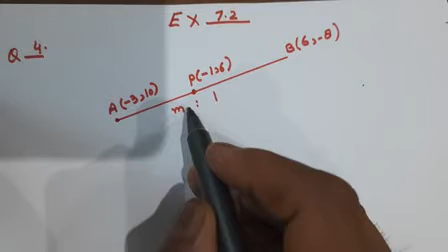 EX 7.2
Q 4.
B(6,-8)
P(-1,6)
A(-3,10)
m : 1